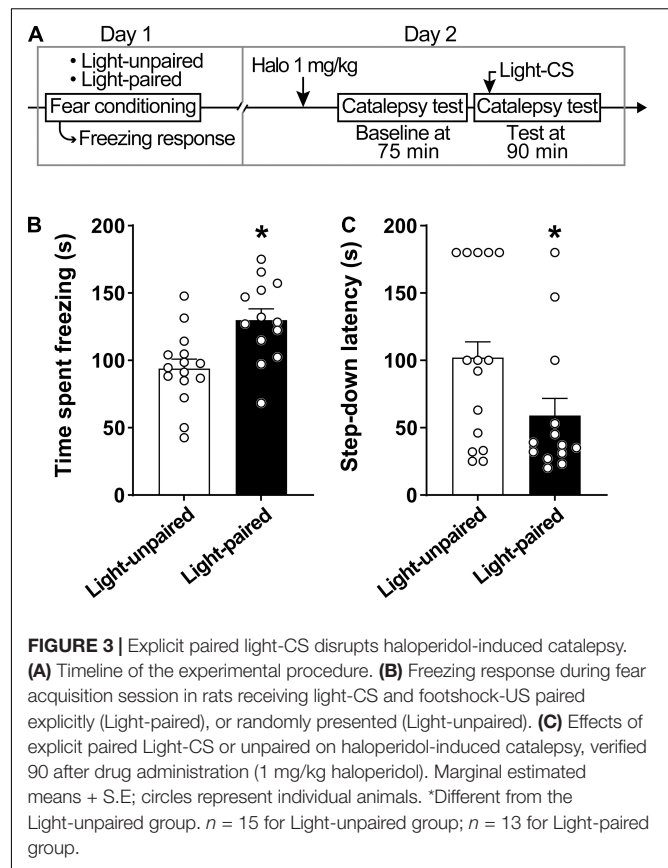 A Day 1 Day 2
• Light-unpaired
• Light-paired
Halo 1 mg/kg
Light-CS
Fear conditioning
Catalepsy test
Catalepsy test
Freezing response
Baseline at
75 min
Test at
90 min
B
Time spent freezing (s)
200
150
100
50
0
*
Light-unpaired
Light-paired
C
Step-down latency (s)
200
150
100
50
0
*
Light-unpaired
Light-paired
FIGURE 3 | Explicit paired light-CS disrupts haloperidol-induced catalepsy.
(A) Timeline of the experimental procedure. (B) Freezing response during fear
acquisition session in rats receiving light-CS and footshock-US paired
explicitly (Light-paired), or randomly presented (Light-unpaired). (C) Effects of
explicit paired Light-CS or unpaired on haloperidol-induced catalepsy, verified
90 after drug administration (1 mg/kg haloperidol). Marginal estimated
means + S.E; circles represent individual animals. *Different from the
Light-unpaired group. n = 15 for Light-unpaired group; n = 13 for Light-paired
group.